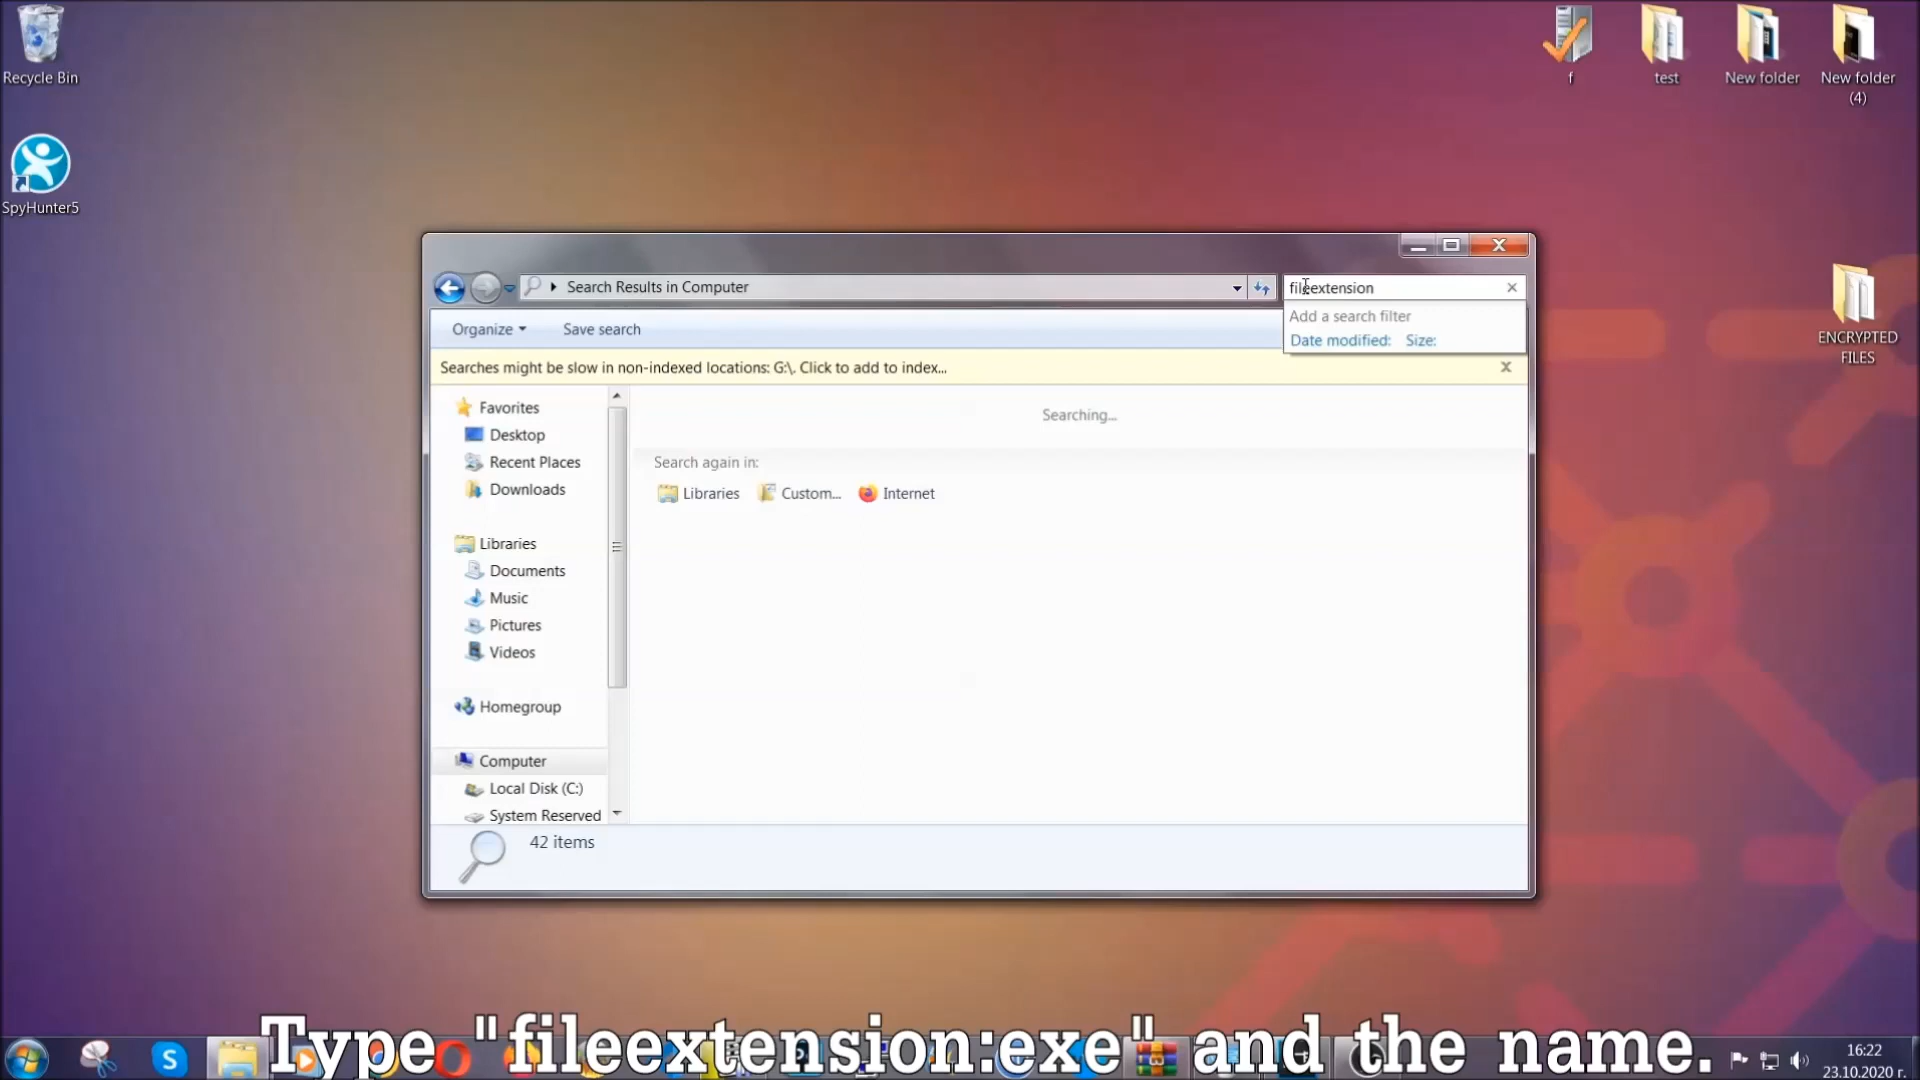 Recycle Bin
SpyHunter5
f
test
New folder
New folder
(4)
ENCRYPTED
FILES
Search Results in Computer
fileextension
Add a search filter
Date modified:
Size:
Organize
Save search
Searches might be slow in non-indexed locations: G:\. Click to add to index...
Favorites
Desktop
Recent Places
Downloads
Libraries
Documents
Music
Pictures
Videos
Homegroup
Computer
Local Disk (C:)
System Reserved
Searching...
Search again in:
Libraries
Custom...
Internet
42 items
Type "fileextension:exe" and the name.
16:22
23.10.2020 г.